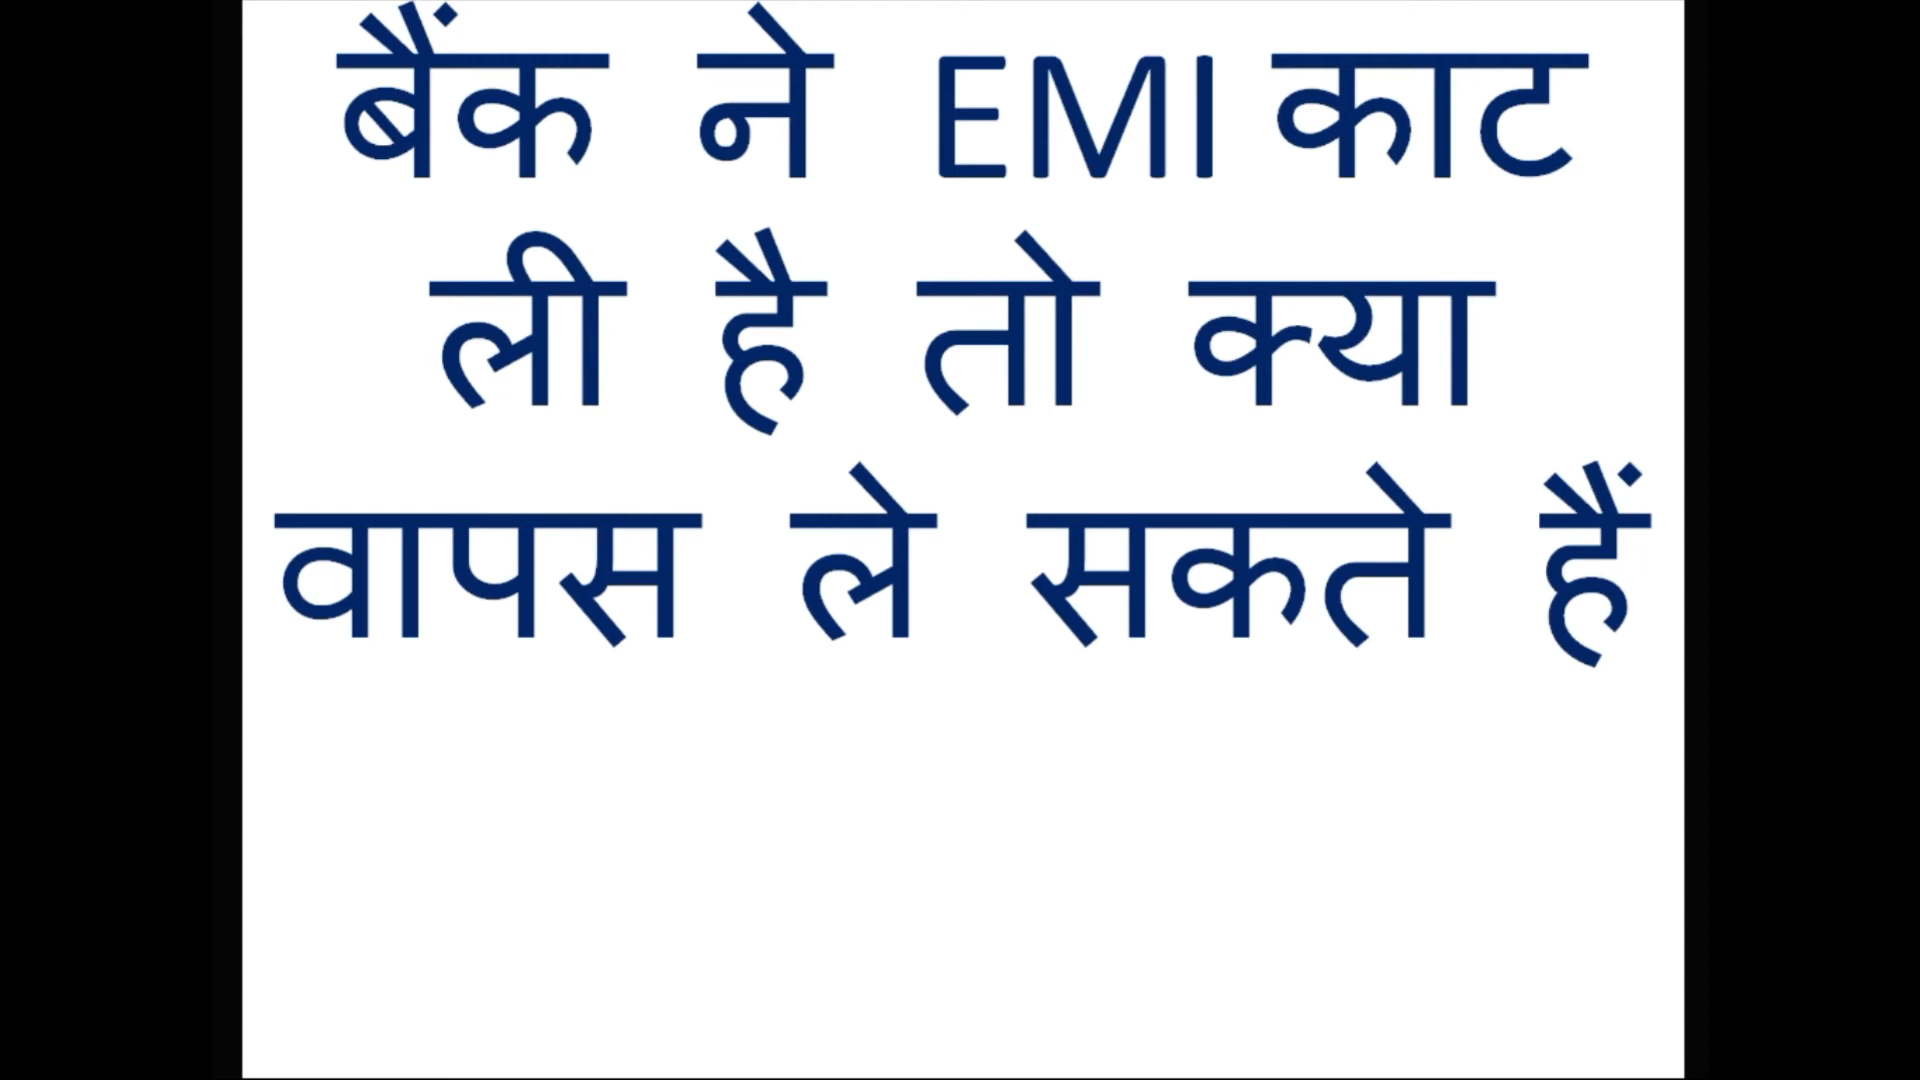 बैंक ने EMI काट
ली है तो क्या
वापस ले सकते हैं